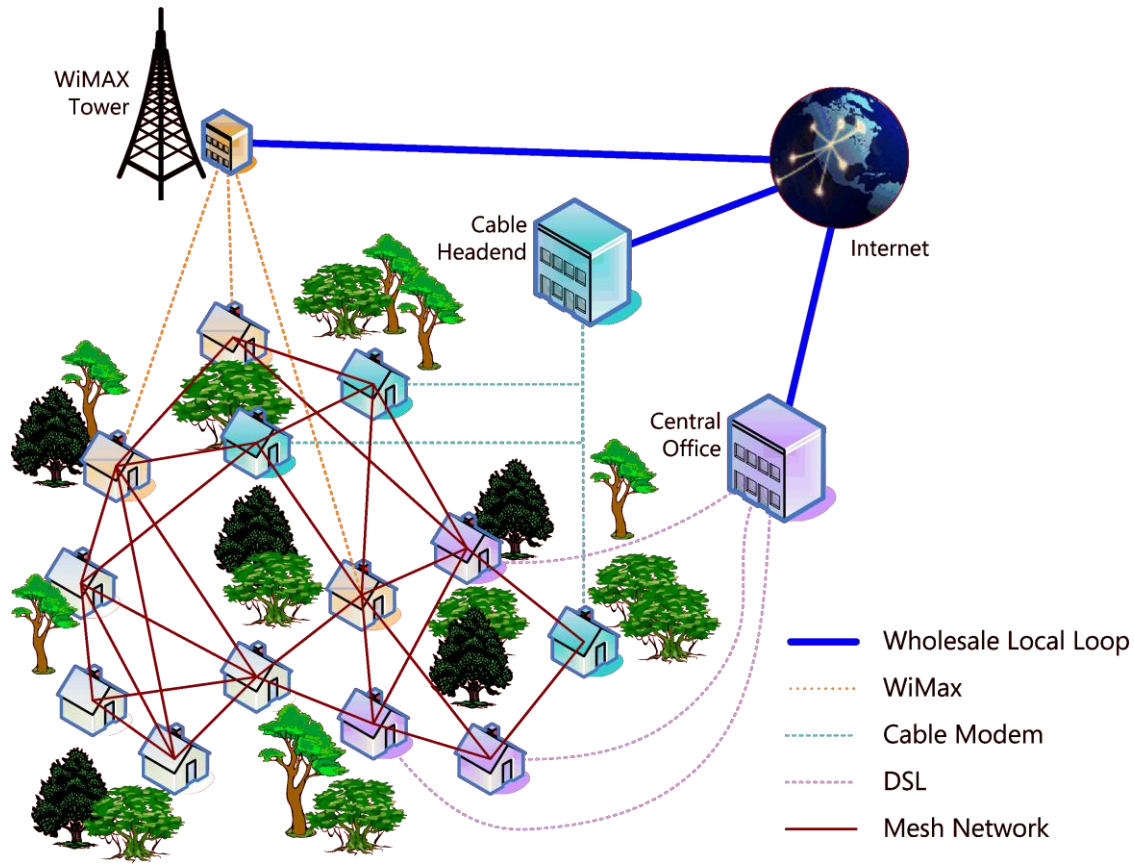 WiMAX
Tower
Cable
Headend
Internet
Central
Office
Wholesale Local Loop
WiMax
Cable Modem
DSL
Mesh Network